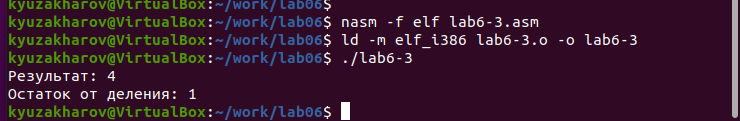 kyuzakharov@VirtualBox:~/work/lab06$
kyuzakharov@VirtualBox:~/work/lab06$ nasm -f elf lab6-3.asm
kyuzakharov@VirtualBox:~/work/lab06$ ld -m elf_i386 lab6-3.o -o lab6-3
kyuzakharov@VirtualBox:~/work/lab06$ ./lab6-3
Результат: 4
Остаток от деления: 1
kyuzakharov@VirtualBox:~/work/lab06$